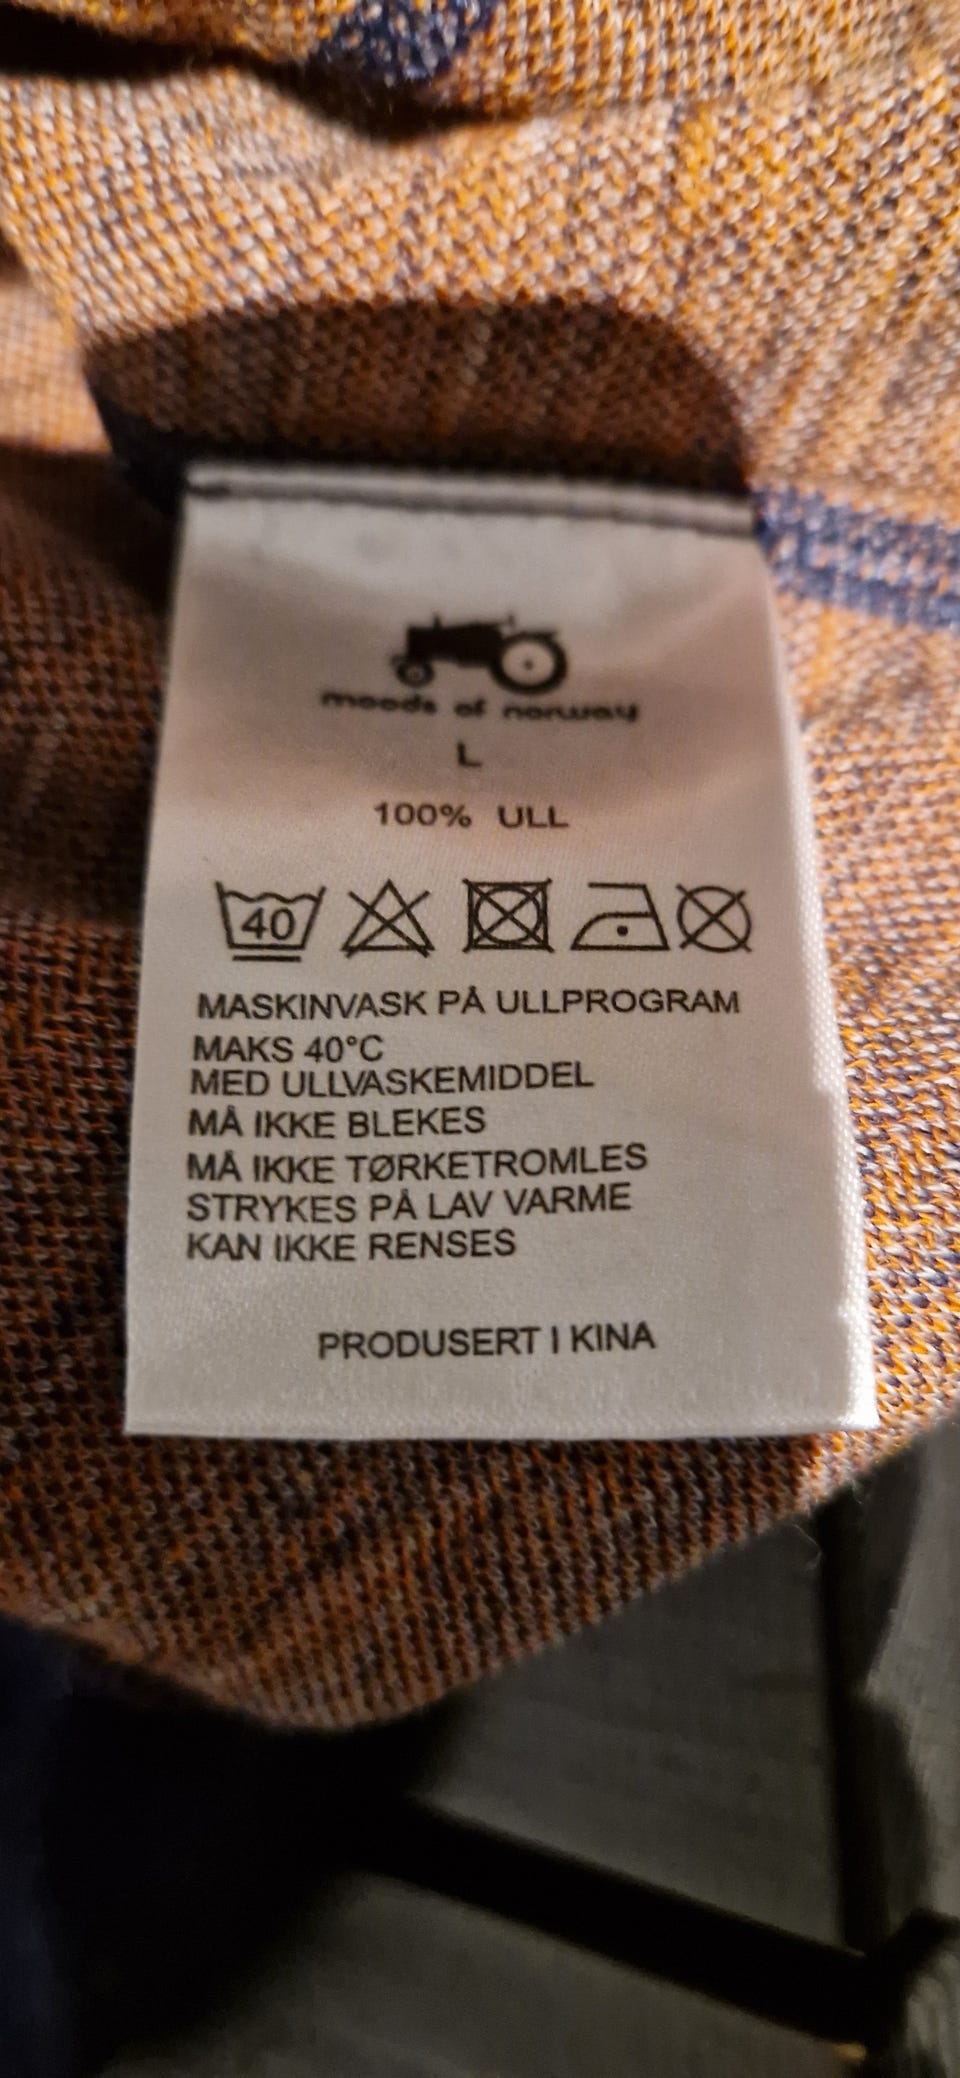 moods of norway
L
100% ULL
40
MASKINVASK PÅ ULLPROGRAM
MAKS 40°C
MED ULLVASKEMIDDEL
MÅ IKKE BLEKES
MÅ IKKE TØRKETROMLES
STRYKES PÅ LAV VARME
KAN IKKE RENSES
PRODUSERT I KINA